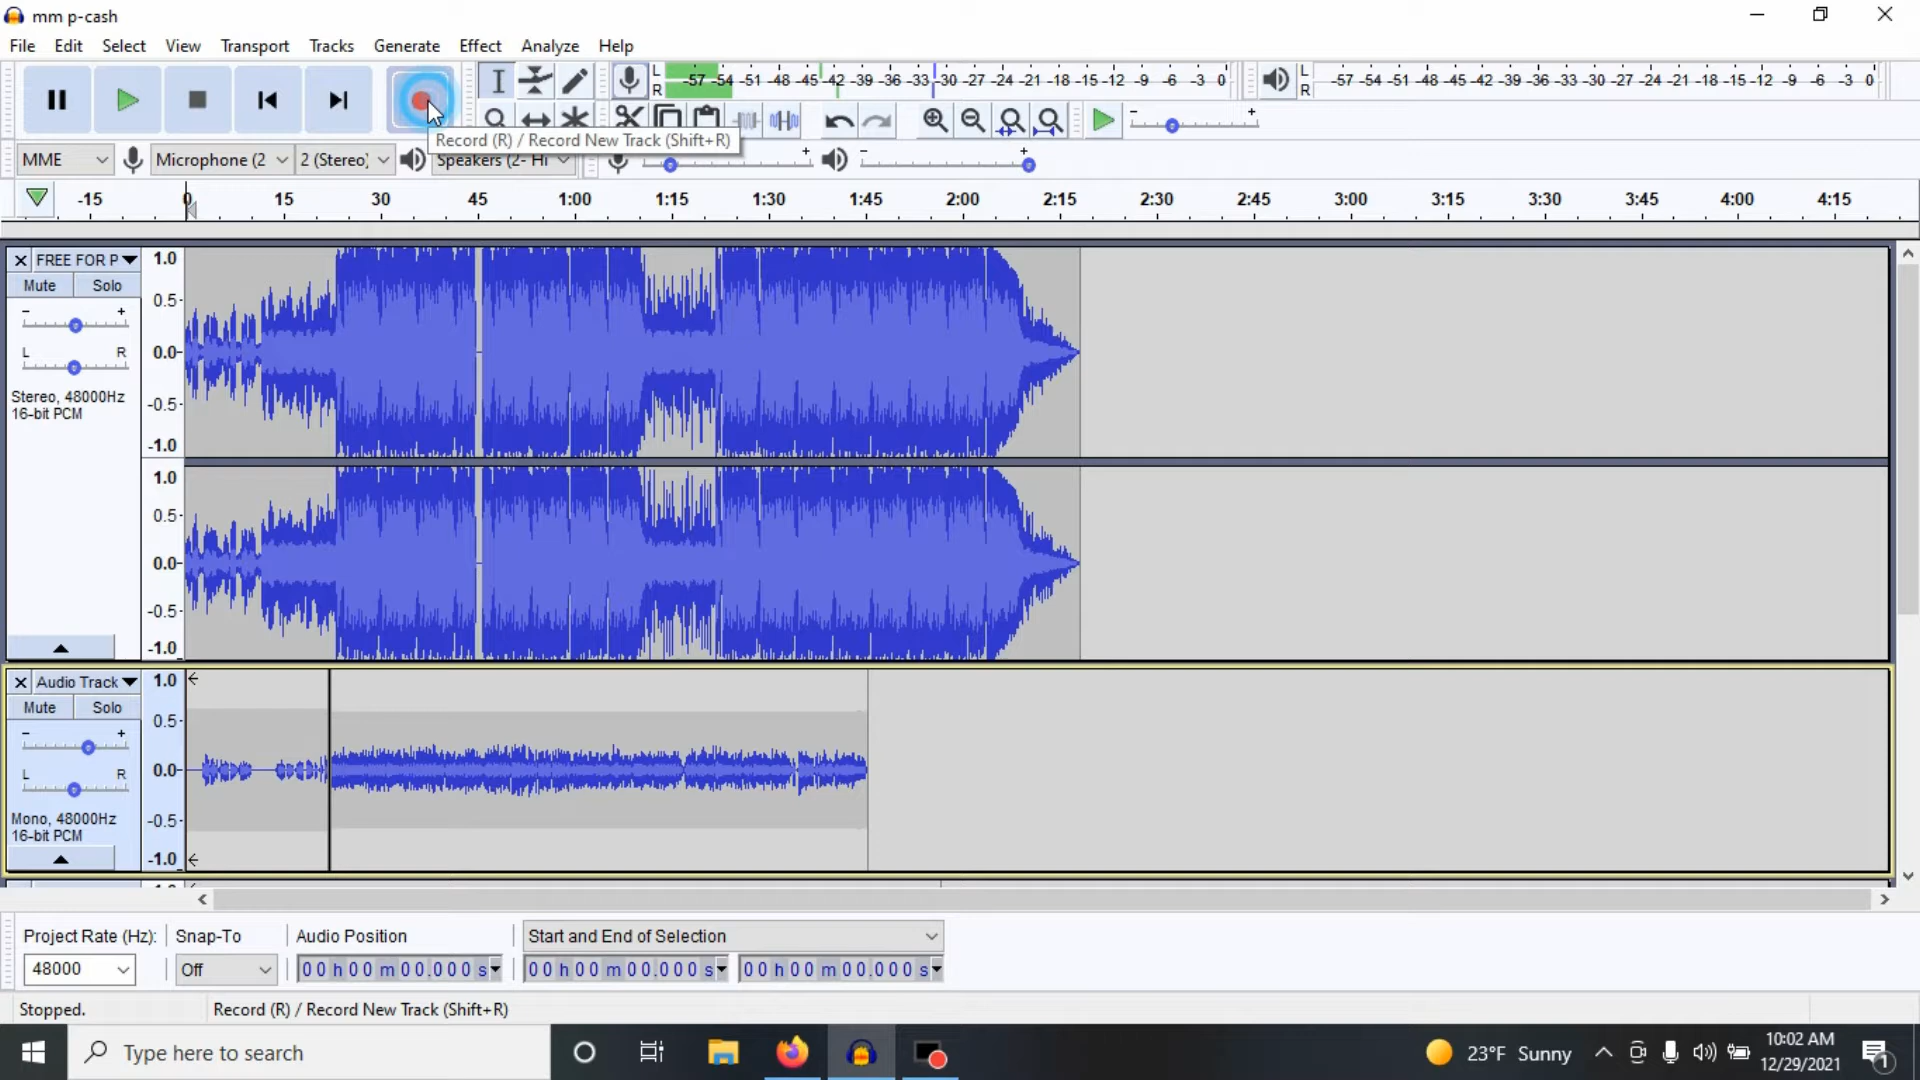 mm p-cash
File Edit Select View Transport Tracks Generate Effect Analyze Help
L R -57 -54 -51 -48 -45 -42 -39 -36 -33 -30 -27 -24 -21 -18 -15 -12 -9 -6 -3 0
L R -57 -54 -51 -48 -45 -42 -39 -36 -33 -30 -27 -24 -21 -18 -15 -12 -9 -6 -3 0
Record (R) / Record New Track (Shift+R)
MME Microphone (2 2 (Stereo) Speakers (2- Hi
-15 0 15 30 45 1:00 1:15 1:30 1:45 2:00 2:15 2:30 2:45 3:00 3:15 3:30 3:45 4:00 4:15
FREE FOR P
Mute Solo
- +
L R
Stereo, 48000Hz
16-bit PCM
1.0
0.5
0.0
-0.5
-1.0
1.0
0.5
0.0
-0.5
-1.0
Audio Track
Mute Solo
- +
L R
Mono, 48000Hz
16-bit PCM
1.0
0.5
0.0
-0.5
-1.0
Project Rate (Hz): Snap-To Audio Position Start and End of Selection
48000 Off 00 h 00 m 00.000 s 00 h 00 m 00.000 s 00 h 00 m 00.000 s
Stopped. Record (R) / Record New Track (Shift+R)
Type here to search
23°F Sunny
10:02 AM
12/29/2021
1